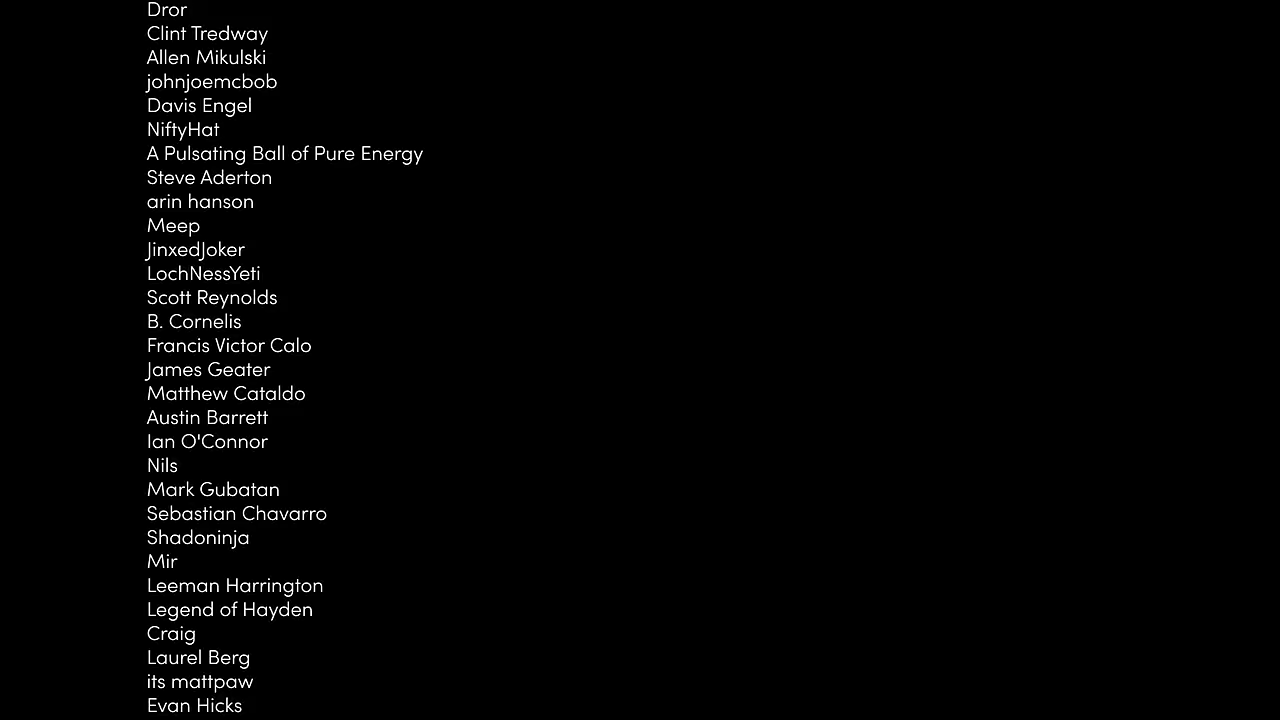 Dror
Clint Tredway
Allen Mikulski
johnjoemcbob
Davis Engel
NiftyHat
A Pulsating Ball of Pure Energy
Steve Aderton
arin hanson
Meep
JinxedJoker
LochNessYeti
Scott Reynolds
B. Cornelis
Francis Victor Calo
James Geater
Matthew Cataldo
Austin Barrett
Ian O'Connor
Nils
Mark Gubatan
Sebastian Chavarro
Shadoninja
Mir
Leeman Harrington
Legend of Hayden
Craig
Laurel Berg
its mattpaw
Evan Hicks